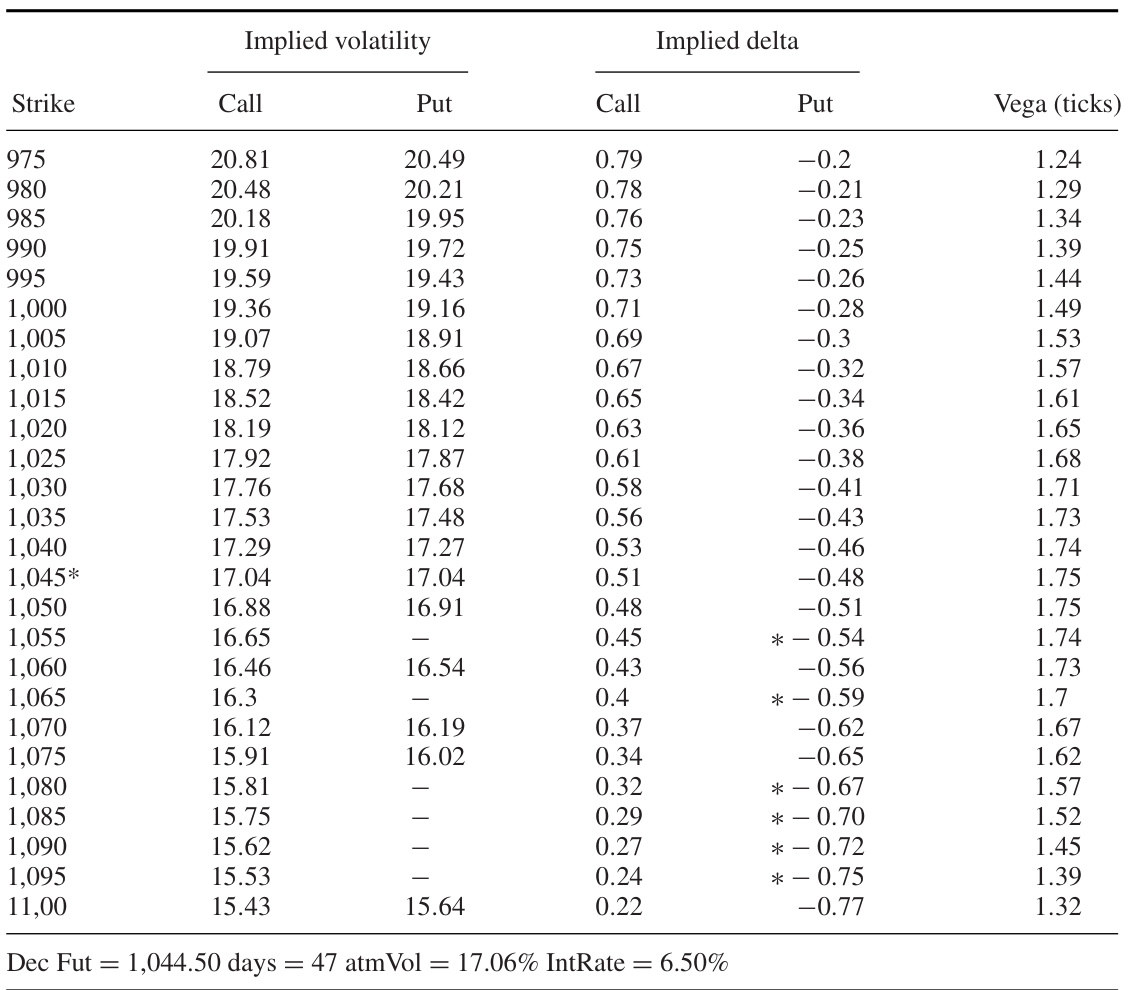 Implied volatility Implied delta
Strike Call Put Call Put Vega (ticks)
975 20.81 20.49 0.79 −0.2 1.24
980 20.48 20.21 0.78 −0.21 1.29
985 20.18 19.95 0.76 −0.23 1.34
990 19.91 19.72 0.75 −0.25 1.39
995 19.59 19.43 0.73 −0.26 1.44
1,000 19.36 19.16 0.71 −0.28 1.49
1,005 19.07 18.91 0.69 −0.3 1.53
1,010 18.79 18.66 0.67 −0.32 1.57
1,015 18.52 18.42 0.65 −0.34 1.61
1,020 18.19 18.12 0.63 −0.36 1.65
1,025 17.92 17.87 0.61 −0.38 1.68
1,030 17.76 17.68 0.58 −0.41 1.71
1,035 17.53 17.48 0.56 −0.43 1.73
1,040 17.29 17.27 0.53 −0.46 1.74
1,045* 17.04 17.04 0.51 −0.48 1.75
1,050 16.88 16.91 0.48 −0.51 1.75
1,055 16.65 − 0.45 ∗ − 0.54 1.74
1,060 16.46 16.54 0.43 −0.56 1.73
1,065 16.3 − 0.4 ∗ − 0.59 1.7
1,070 16.12 16.19 0.37 −0.62 1.67
1,075 15.91 16.02 0.34 −0.65 1.62
1,080 15.81 − 0.32 ∗ − 0.67 1.57
1,085 15.75 − 0.29 ∗ − 0.70 1.52
1,090 15.62 − 0.27 ∗ − 0.72 1.45
1,095 15.53 − 0.24 ∗ − 0.75 1.39
11,00 15.43 15.64 0.22 −0.77 1.32
Dec Fut = 1,044.50 days = 47 atmVol = 17.06% IntRate = 6.50%